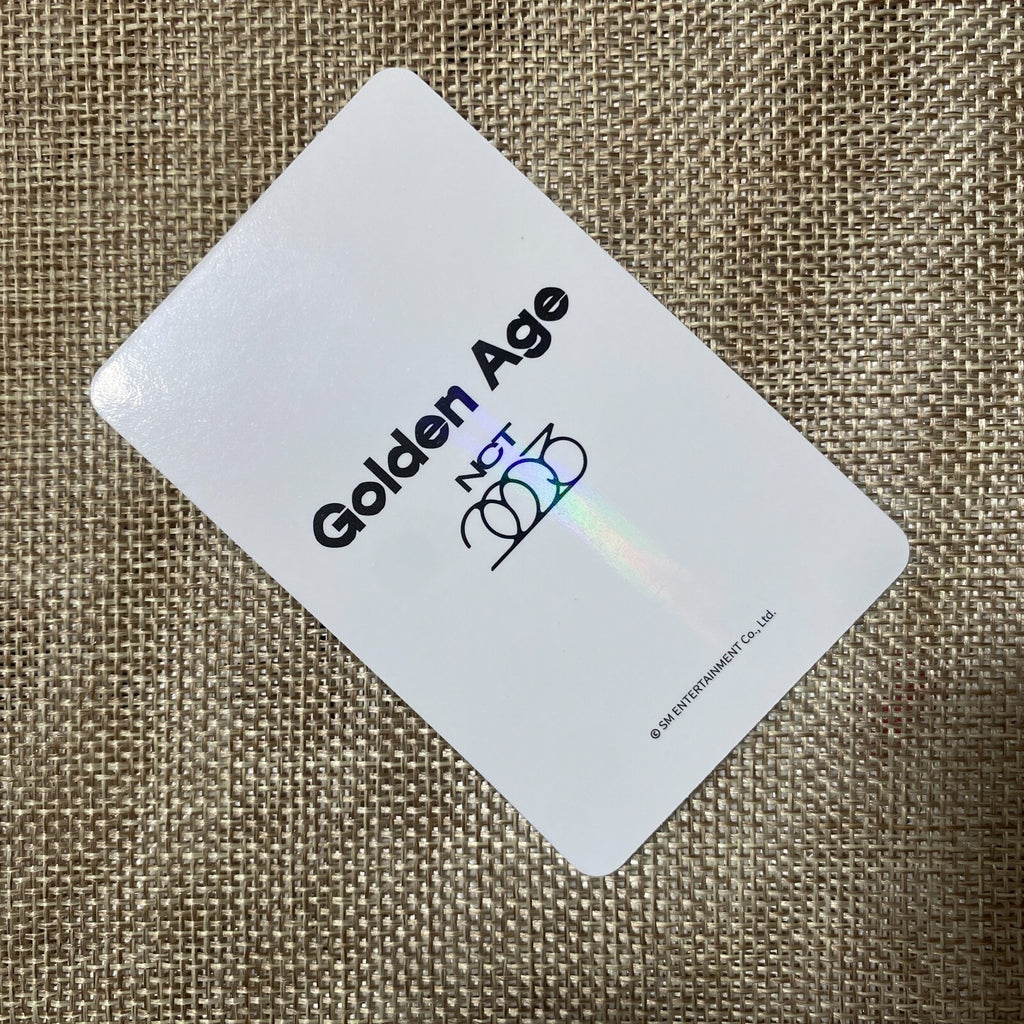 Golden Age
NCT
2023
© SM ENTERTAINMENT Co., Ltd.